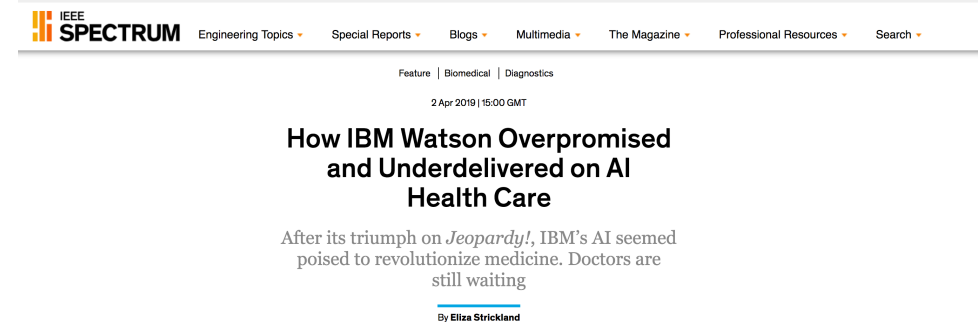 IEEE
SPECTRUM
Engineering Topics Special Reports Blogs Multimedia The Magazine Professional Resources Search
Feature | Biomedical | Diagnostics
2 Apr 2019 | 15:00 GMT
How IBM Watson Overpromised
and Underdelivered on AI
Health Care
After its triumph on Jeopardy!, IBM’s AI seemed
poised to revolutionize medicine. Doctors are
still waiting
By Eliza Strickland